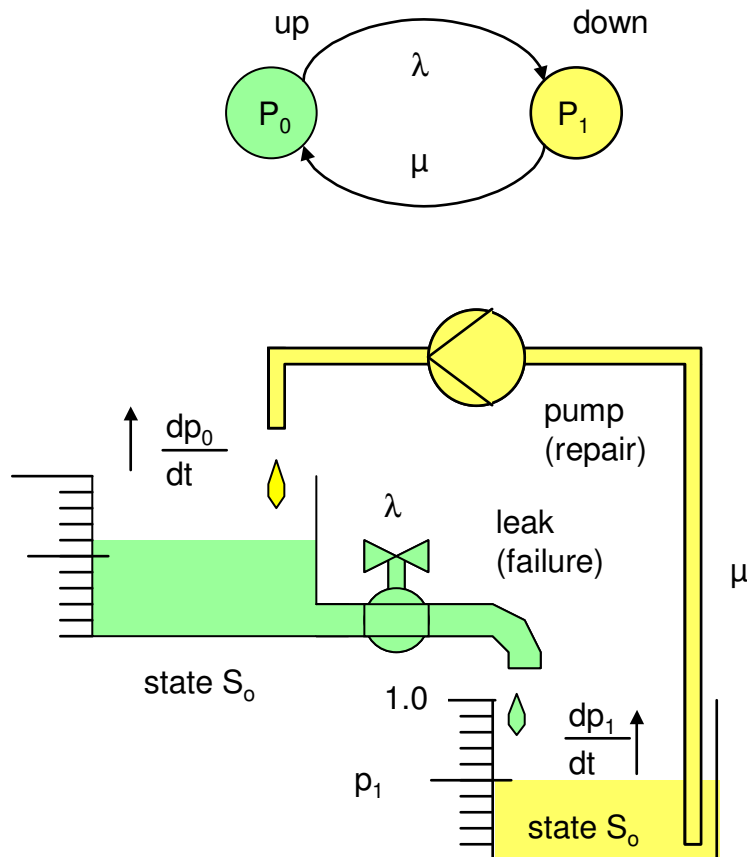 up
down
λ
P₀
P₁
μ
pump
(repair)
dp₀
dt
λ
leak
(failure)
μ
state Sₒ
1.0
dp₁
dt
p₁
state Sₒ